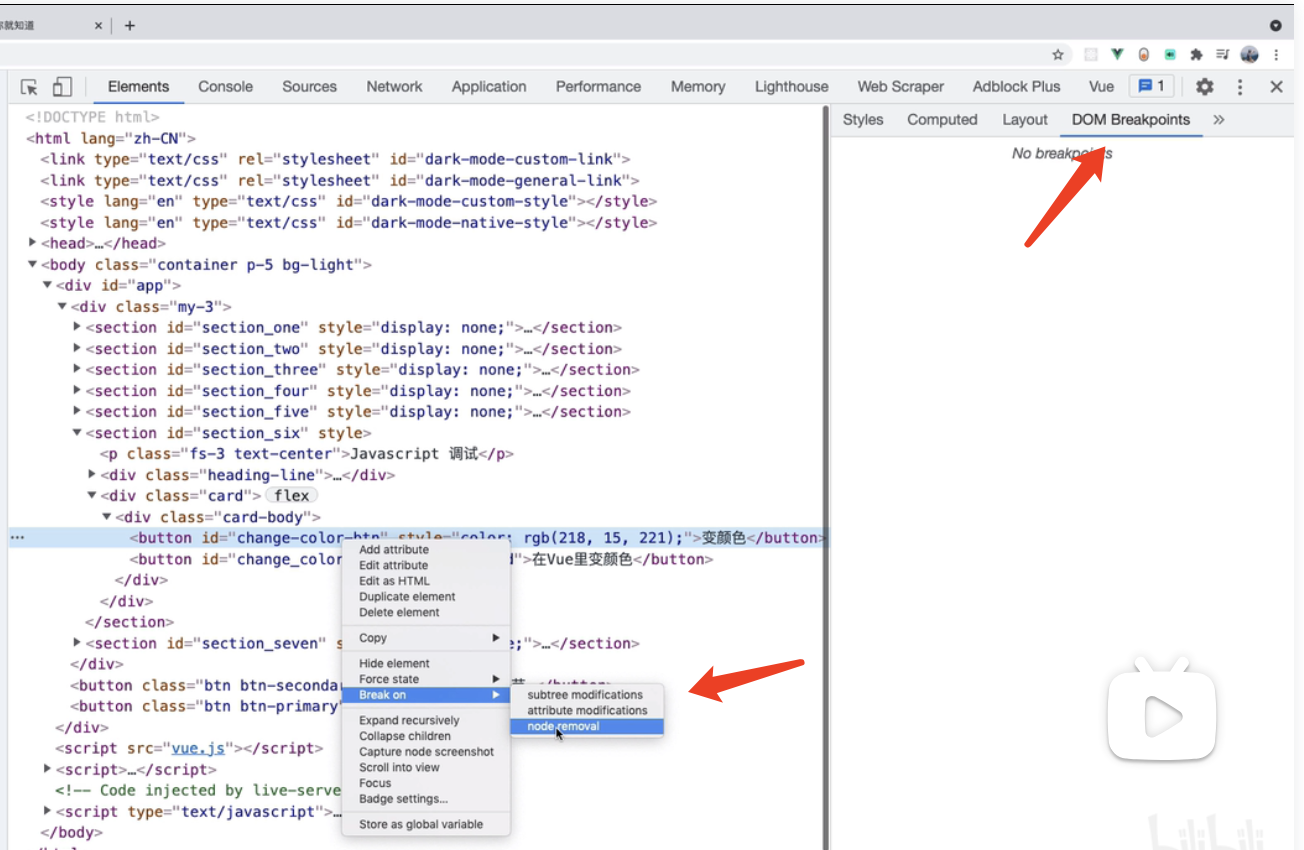 你就知道
Elements Console Sources Network Application Performance Memory Lighthouse Web Scraper Adblock Plus Vue 1
Styles Computed Layout DOM Breakpoints
No breakpoints
<!DOCTYPE html>
<html lang="zh-CN">
<link type="text/css" rel="stylesheet" id="dark-mode-custom-link">
<link type="text/css" rel="stylesheet" id="dark-mode-general-link">
<style lang="en" type="text/css" id="dark-mode-custom-style"></style>
<style lang="en" type="text/css" id="dark-mode-native-style"></style>
<head>…</head>
<body class="container p-5 bg-light">
<div id="app">
<div class="my-3">
<section id="section_one" style="display: none;">…</section>
<section id="section_two" style="display: none;">…</section>
<section id="section_three" style="display: none;">…</section>
<section id="section_four" style="display: none;">…</section>
<section id="section_five" style="display: none;">…</section>
<section id="section_six" style>
<p class="fs-3 text-center">Javascript 调试</p>
<div class="heading-line">…</div>
<div class="card"> flex
<div class="card-body">
<button id="change-color-btn" style="color: rgb(218, 15, 221);">变颜色</button>
<button id="change_color d">在Vue里变颜色</button>
</div>
</div>
</section>
<section id="section_seven" s e;">…</section>
</div>
<button class="btn btn-seconda </button>
<button class="btn btn-primary"
</div>
<script src="vue.js"></script>
<script>…</script>
<!-- Code injected by live-serve
<script type="text/javascript">…
</body>
Add attribute
Edit attribute
Edit as HTML
Duplicate element
Delete element
Copy
Hide element
Force state
Break on
Expand recursively
Collapse children
Capture node screenshot
Scroll into view
Focus
Badge settings...
Store as global variable
subtree modifications
attribute modifications
node removal